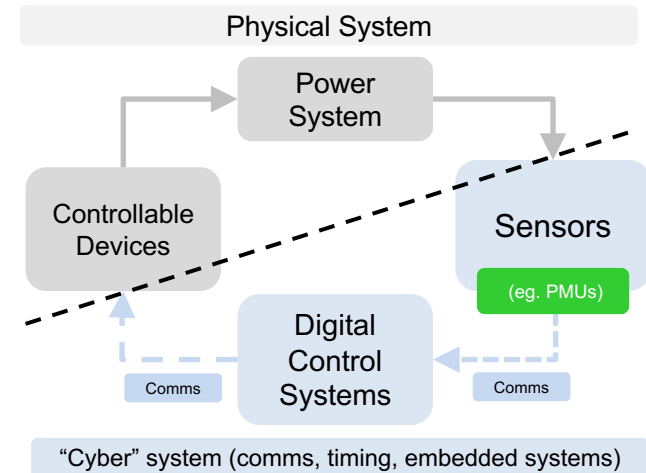 Physical System
Power
System
Controllable
Devices
Sensors
(eg. PMUs)
Digital
Control
Systems
Comms
Comms
“Cyber” system (comms, timing, embedded systems)